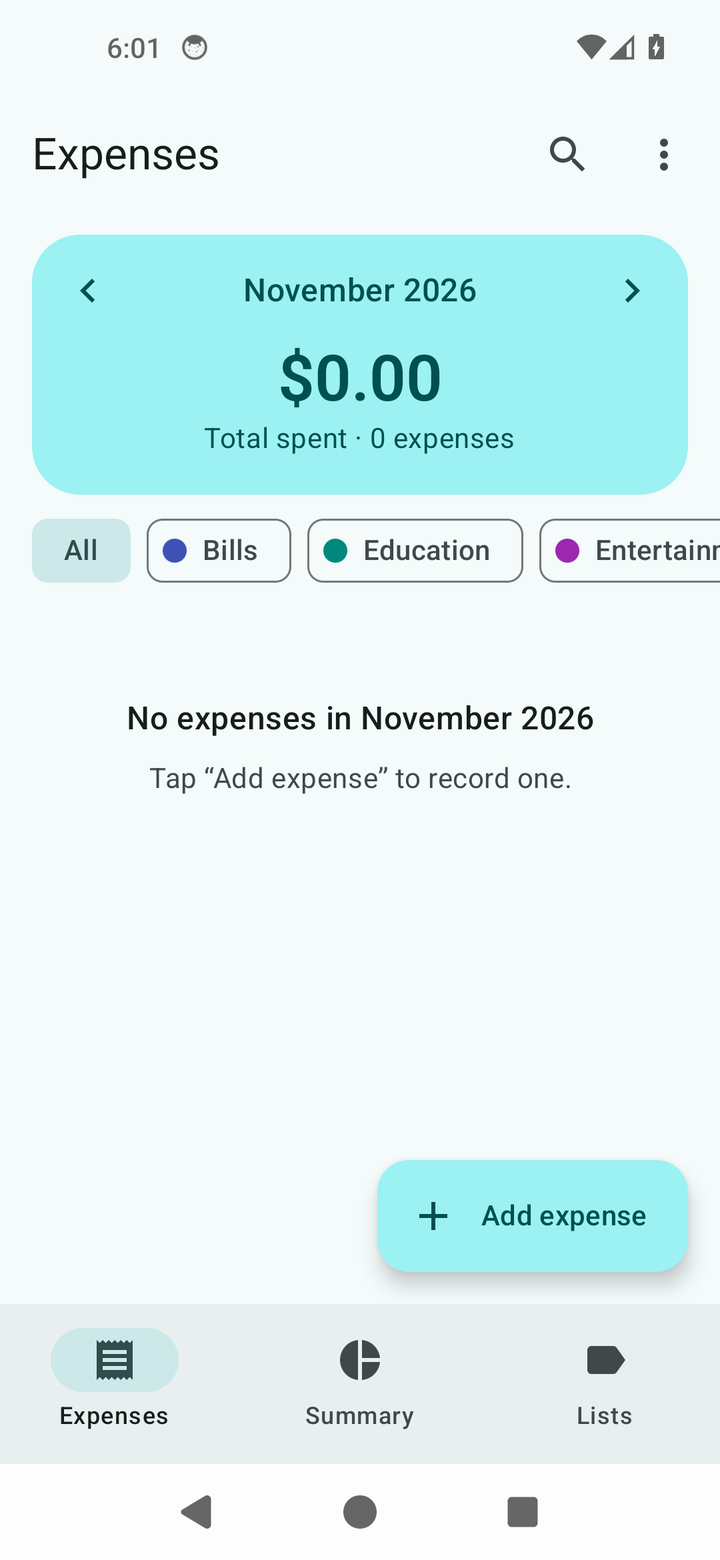 6:01
Expenses
November 2026
$0.00
Total spent · 0 expenses
All
Bills
Education
Entertainm
No expenses in November 2026
Tap “Add expense” to record one.
Add expense
Expenses
Summary
Lists